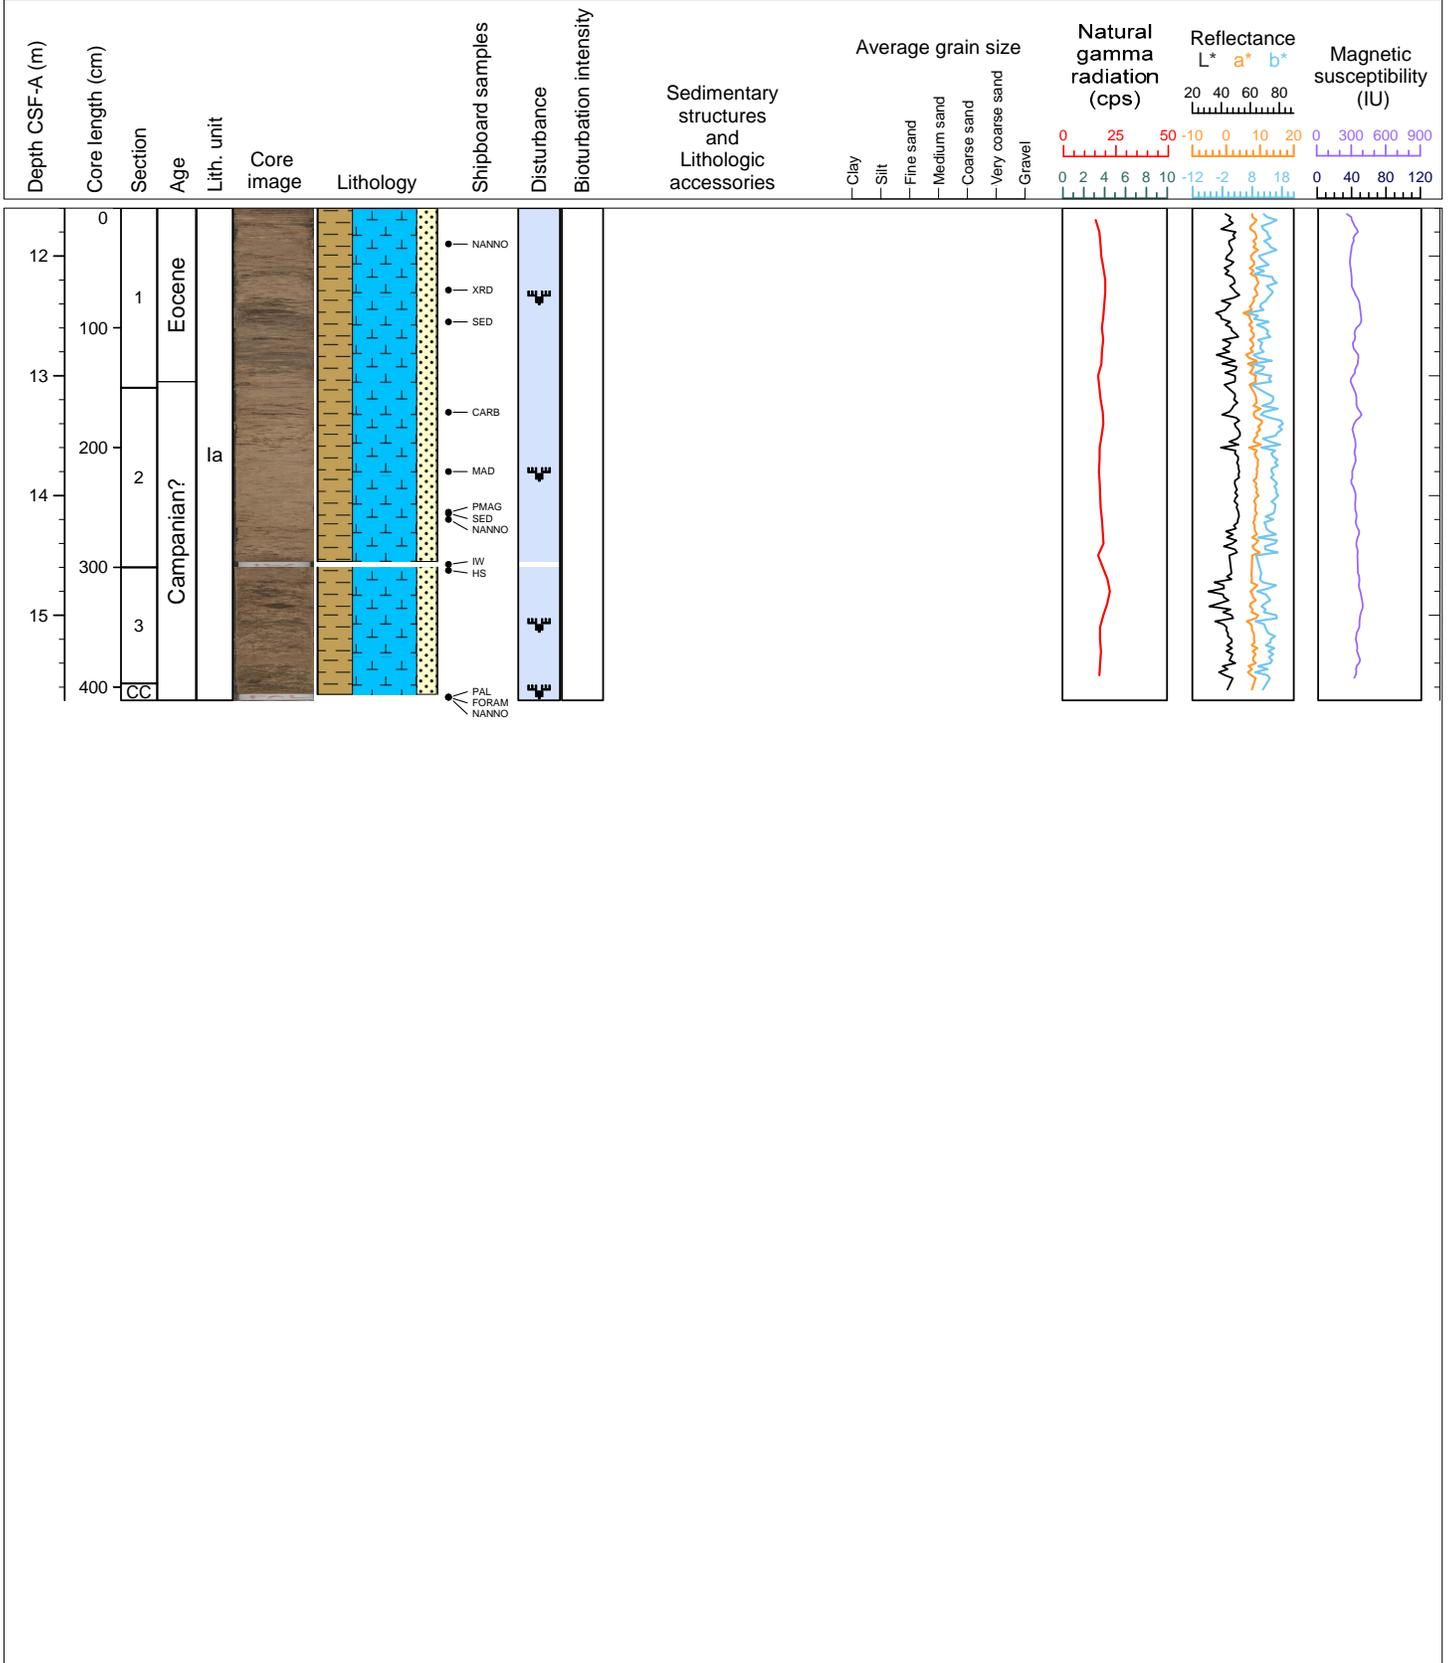 Depth CSF-A (m)
Core length (cm)
Section
Age
Lith. unit
Core
image
Lithology
Shipboard samples
Disturbance
Bioturbation intensity
Sedimentary
structures
and
Lithologic
accessories
Average grain size
Clay
Silt
Fine sand
Medium sand
Coarse sand
Very coarse sand
Gravel
Natural
gamma
radiation
(cps)
0 25 50
0 2 4 6 8 10
Reflectance
L* a* b*
20 40 60 80
-10 0 10 20
-12 -2 8 18
Magnetic
susceptibility
(IU)
0 300 600 900
0 40 80 120
12
13
14
15
0
100
200
300
400
1
2
3
CC
Eocene
Campanian?
Ia
NANNO
XRD
SED
CARB
MAD
PMAG
SED
NANNO
IW
HS
PAL
FORAM
NANNO